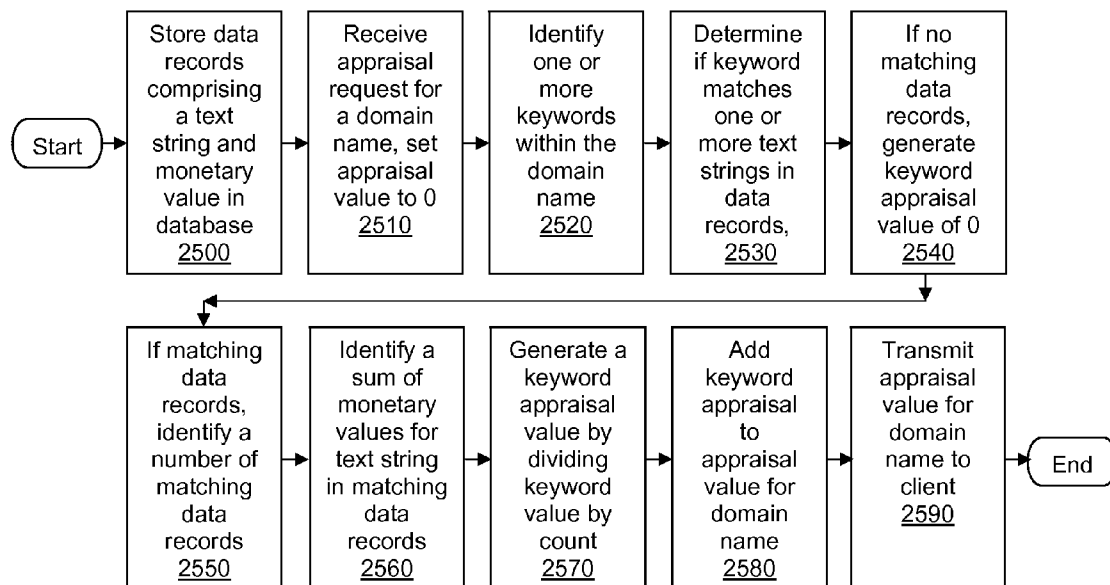 Start
Store data
records
comprising
a text
string and
monetary
value in
database
2500
Receive
appraisal
request for
a domain
name, set
appraisal
value to 0
2510
Identify
one or
more
keywords
within the
domain
name
2520
Determine
if keyword
matches
one or
more text
strings in
data
records,
2530
If no
matching
data
records,
generate
keyword
appraisal
value of 0
2540
If matching
data
records,
identify a
number of
matching
data
records
2550
Identify a
sum of
monetary
values for
text string
in matching
data
records
2560
Generate a
keyword
appraisal
value by
dividing
keyword
value by
count
2570
Add
keyword
appraisal
to
appraisal
value for
domain
name
2580
Transmit
appraisal
value for
domain
name to
client
2590
End